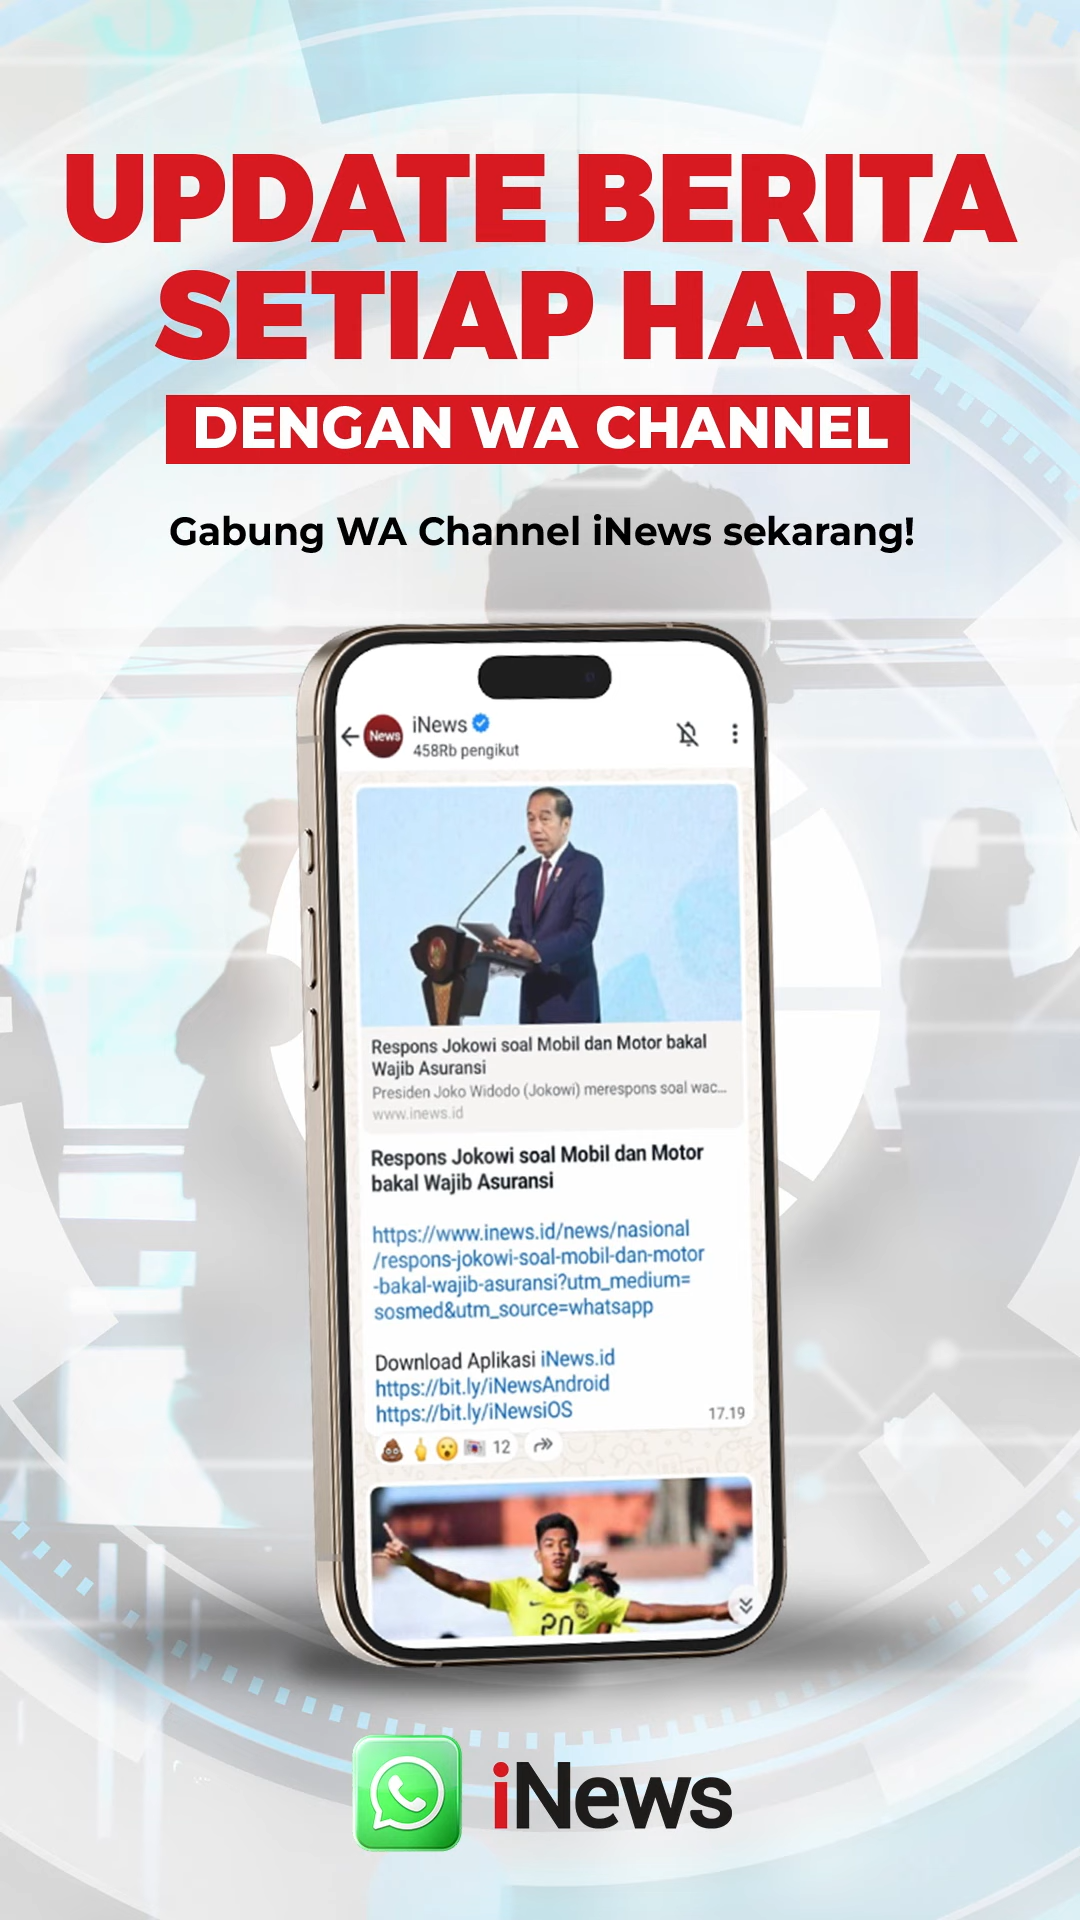 UPDATE BERITA
SETIAP HARI
DENGAN WA CHANNEL
Gabung WA Channel iNews sekarang!
News
iNews
458Rb pengikut
Respons Jokowi soal Mobil dan Motor bakal
Wajib Asuransi
Presiden Joko Widodo (Jokowi) merespons soal wac...
www.inews.id
Respons Jokowi soal Mobil dan Motor
bakal Wajib Asuransi
https://www.inews.id/news/nasional
/respons-jokowi-soal-mobil-dan-motor
-bakal-wajib-asuransi?utm_medium=
sosmed&utm_source=whatsapp
Download Aplikasi iNews.id
https://bit.ly/iNewsAndroid
https://bit.ly/iNewsiOS
17.19
12
20
iNews